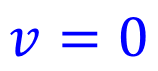 v = 0